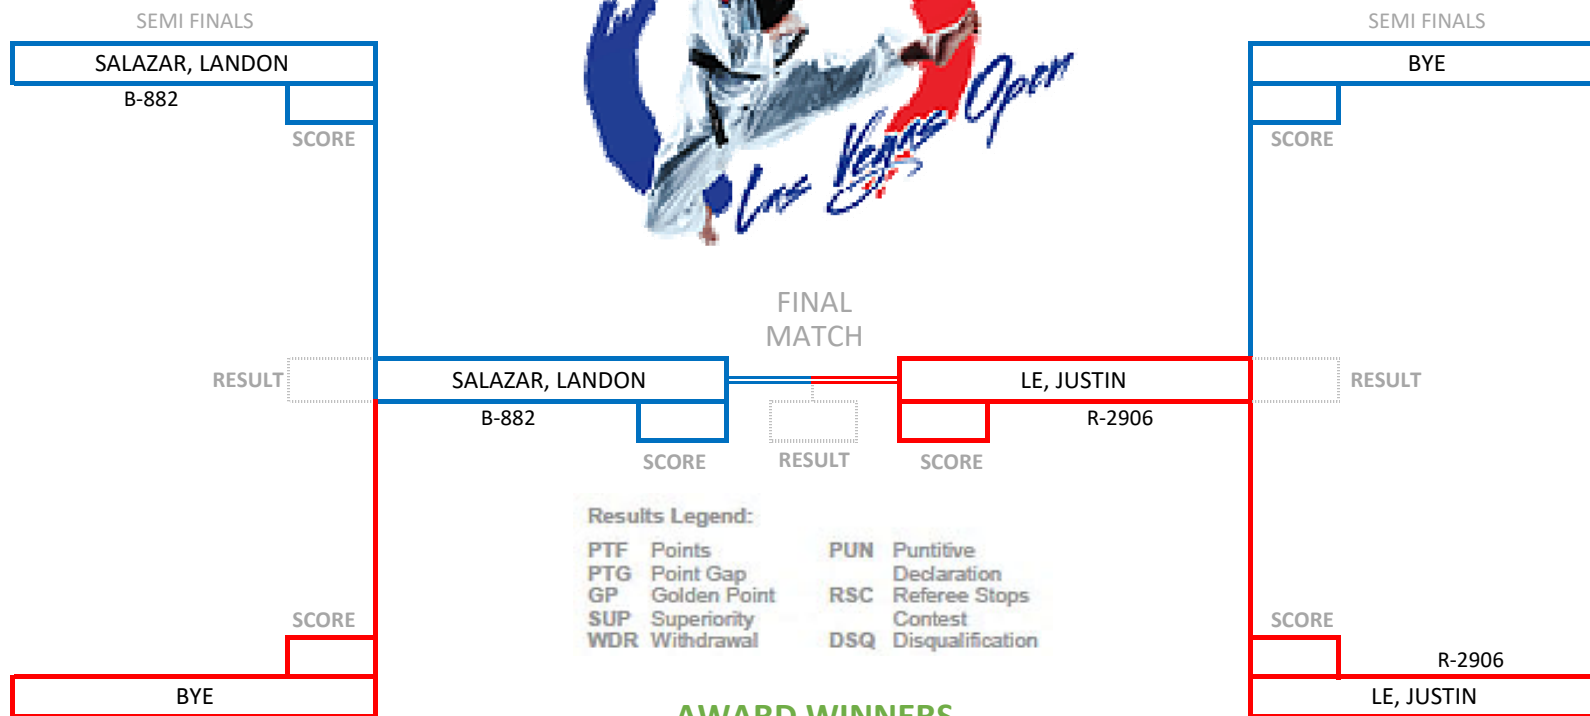 SEMI FINALS
SALAZAR, LANDON
B-882
SCORE
Las Vegas Open
SEMI FINALS
BYE
SCORE
FINAL
MATCH
RESULT
SALAZAR, LANDON
B-882
SCORE
RESULT
LE, JUSTIN
R-2906
SCORE
RESULT
Results Legend:
PTF Points
PTG Point Gap
GP Golden Point
SUP Superiority
WDR Withdrawal
PUN Puntitive
Declaration
RSC Referee Stops
Contest
DSQ Disqualification
SCORE
BYE
SCORE
R-2906
LE, JUSTIN
AWARD WINNERS